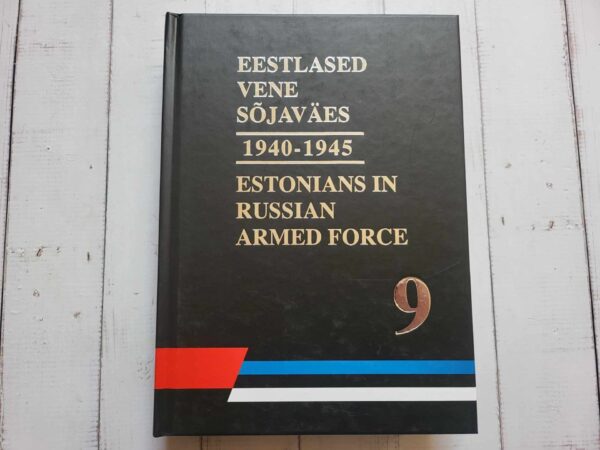 EESTLASED
VENE
SÕJAVÄES
1940-1945
ESTONIANS IN
RUSSIAN
ARMED FORCE
9